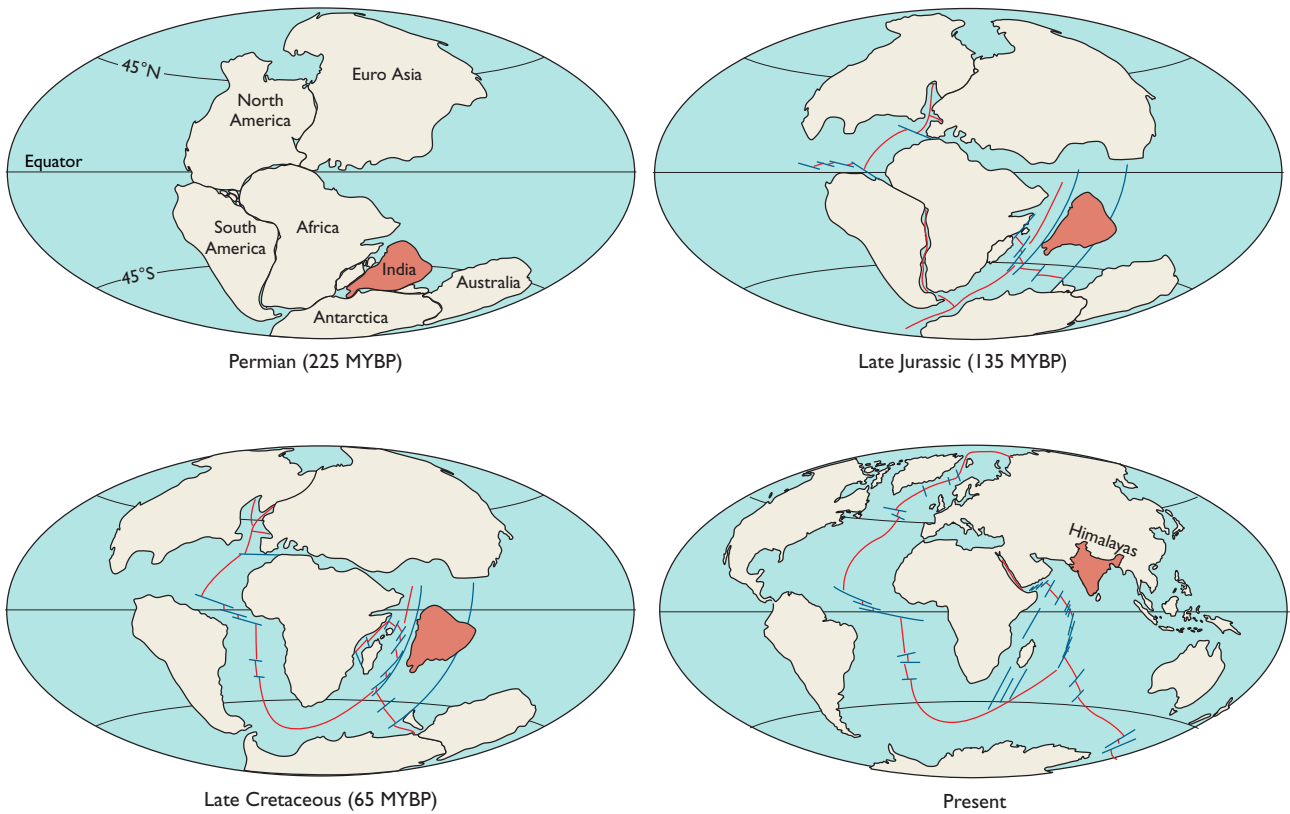 45°N
Euro Asia
North
America
Equator
South
America
Africa
India
45°S
Australia
Antarctica
Permian (225 MYBP)
Late Jurassic (135 MYBP)
Himalayas
Late Cretaceous (65 MYBP)
Present